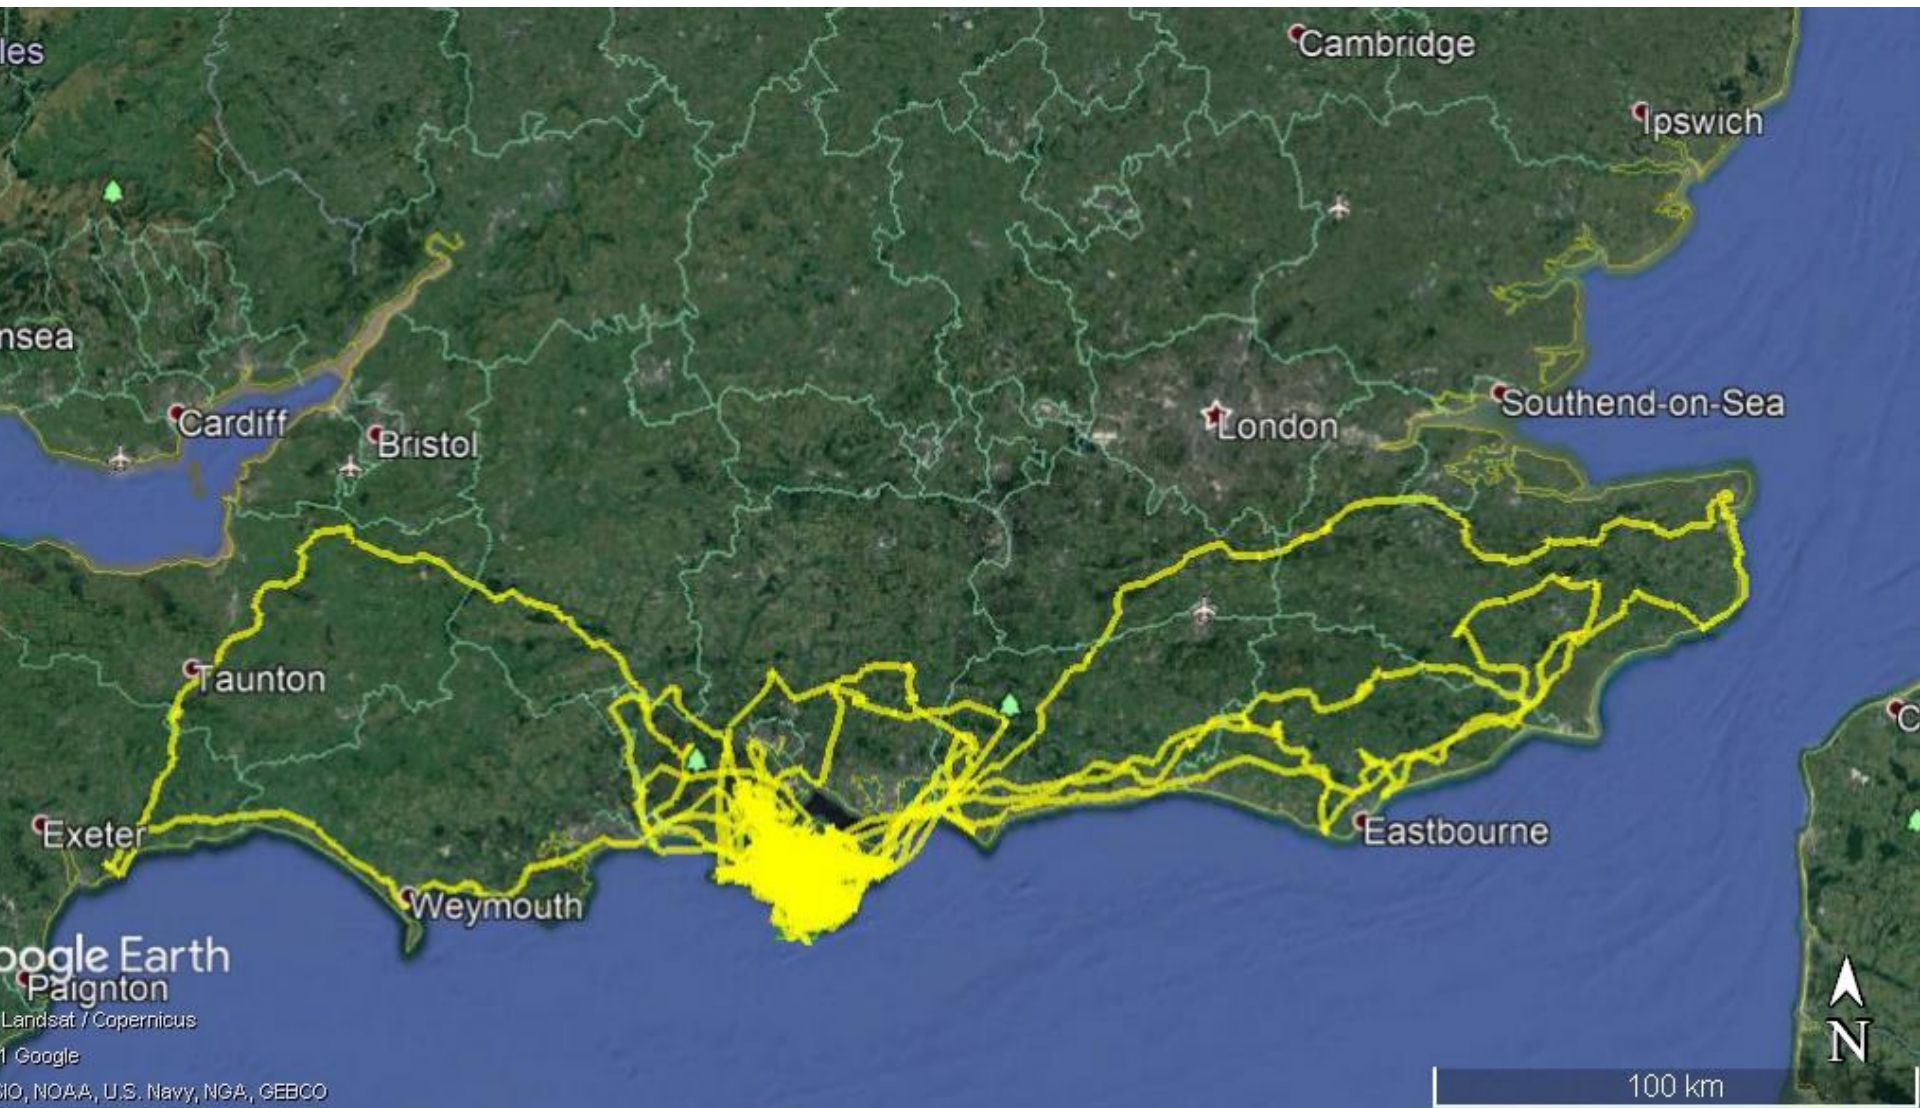 les
Cambridge
Ipswich
nsea
Cardiff
Bristol
London
Southend-on-Sea
Taunton
Exeter
Weymouth
Eastbourne
C
oogle Earth
Paignton
Landsat / Copernicus
1 Google
SIO, NOAA, U.S. Navy, NGA, GEBCO
N
100 km